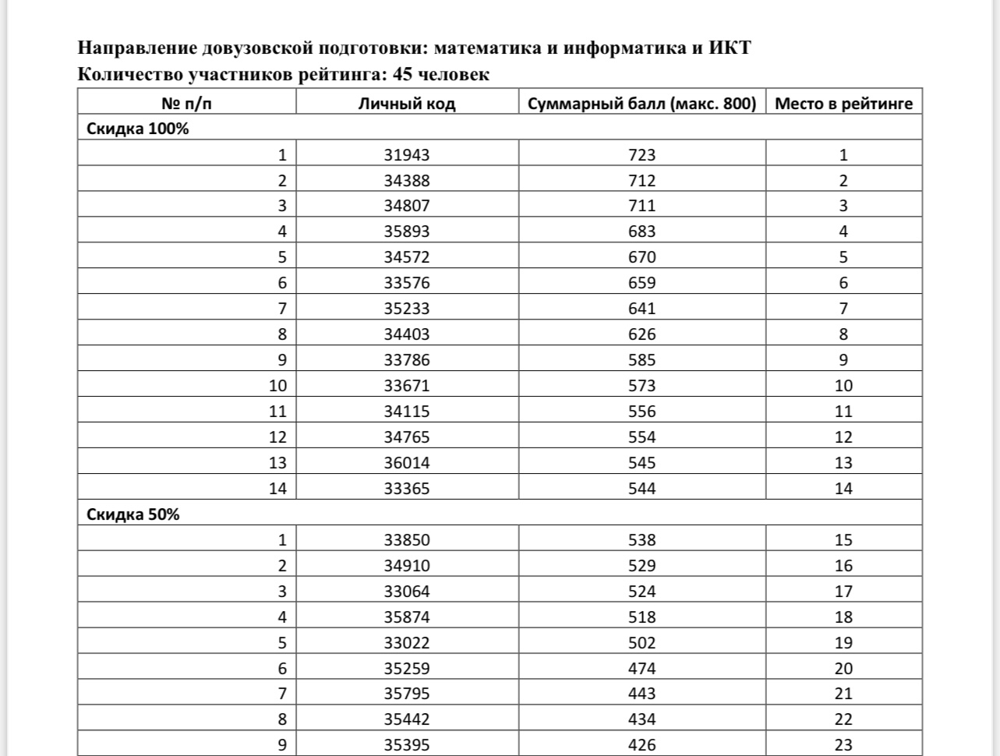 Направление довузовской подготовки: математика и информатика и ИКТ
Количество участников рейтинга: 45 человек
№ п/п Личный код Суммарный балл (макс. 800) Место в рейтинге
Скидка 100%
1 31943 723 1
2 34388 712 2
3 34807 711 3
4 35893 683 4
5 34572 670 5
6 33576 659 6
7 35233 641 7
8 34403 626 8
9 33786 585 9
10 33671 573 10
11 34115 556 11
12 34765 554 12
13 36014 545 13
14 33365 544 14
Скидка 50%
1 33850 538 15
2 34910 529 16
3 33064 524 17
4 35874 518 18
5 33022 502 19
6 35259 474 20
7 35795 443 21
8 35442 434 22
9 35395 426 23